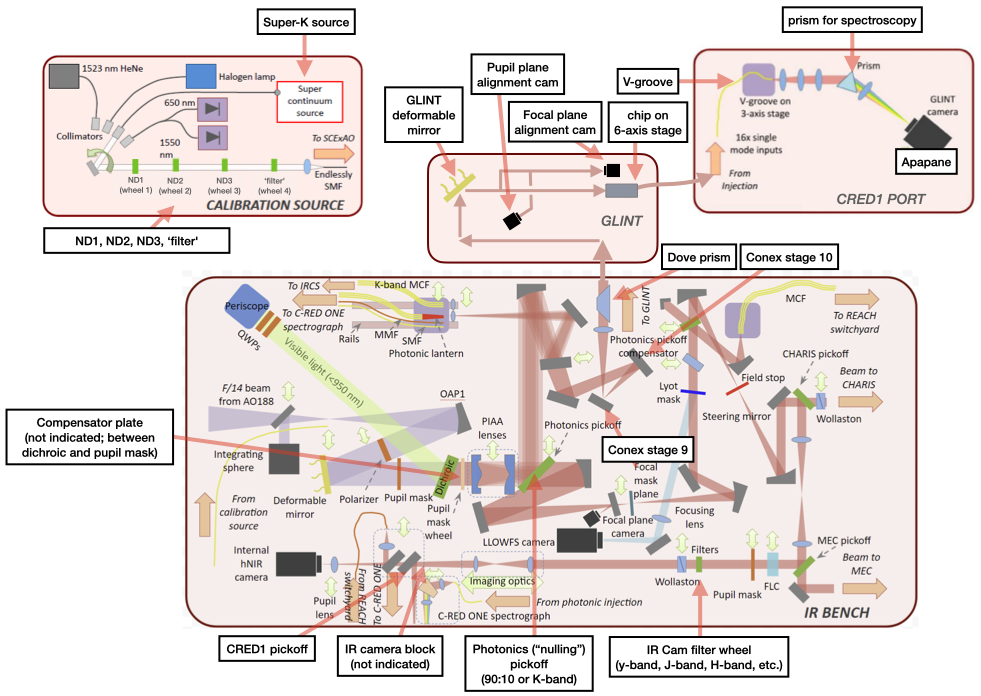 Super-K source
prism for spectroscopy
1523 nm HeNe
Halogen lamp
Super
continuum
source
650 nm
1550
nm
Collimators
To SCExAO
Endlessly
SMF
ND1
(wheel 1)
ND2
(wheel 2)
ND3
(wheel 3)
'filter'
(wheel 4)
CALIBRATION SOURCE
ND1, ND2, ND3, 'filter'
Pupil plane
alignment cam
GLINT
deformable
mirror
Focal plane
alignment cam
chip on
6-axis stage
GLINT
V-groove
Prism
V-groove on
3-axis stage
GLINT
camera
16x single
mode inputs
Apapane
From
Injection
CRED1 PORT
Dove prism
Conex stage 10
To IRCS
K-band MCF
To C-RED ONE
spectrograph
Rails
MMF
SMF
Photonic lantern
Periscope
QWPs
Visible light (<950 nm)
To GLINT
Photonics pickoff
compensator
MCF
To REACH
switchyard
CHARIS pickoff
Field stop
Beam to
CHARIS
Lyot
mask
Steering mirror
Wollaston
F/14 beam
from AO188
OAP1
PIAA
lenses
Photonics pickoff
Compensator plate
(not indicated; between
dichroic and pupil mask)
Conex stage 9
Integrating
sphere
Dichroic
Focal
mask
plane
Deformable
mirror
Polarizer
Pupil mask
Pupil
mask
wheel
From
calibration
source
Focusing
lens
LLOWFS camera
Focal plane
camera
Internal
hNIR
camera
Filters
MEC pickoff
Beam to
MEC
Wollaston
Pupil mask
FLC
Imaging optics
Pupil
lens
From REACH
switchyard
To C-RED ONE
From photonic injection
C-RED ONE spectrograph
IR BENCH
CRED1 pickoff
IR camera block
(not indicated)
Photonics (“nulling”)
pickoff
(90:10 or K-band)
IR Cam filter wheel
(y-band, J-band, H-band, etc.)